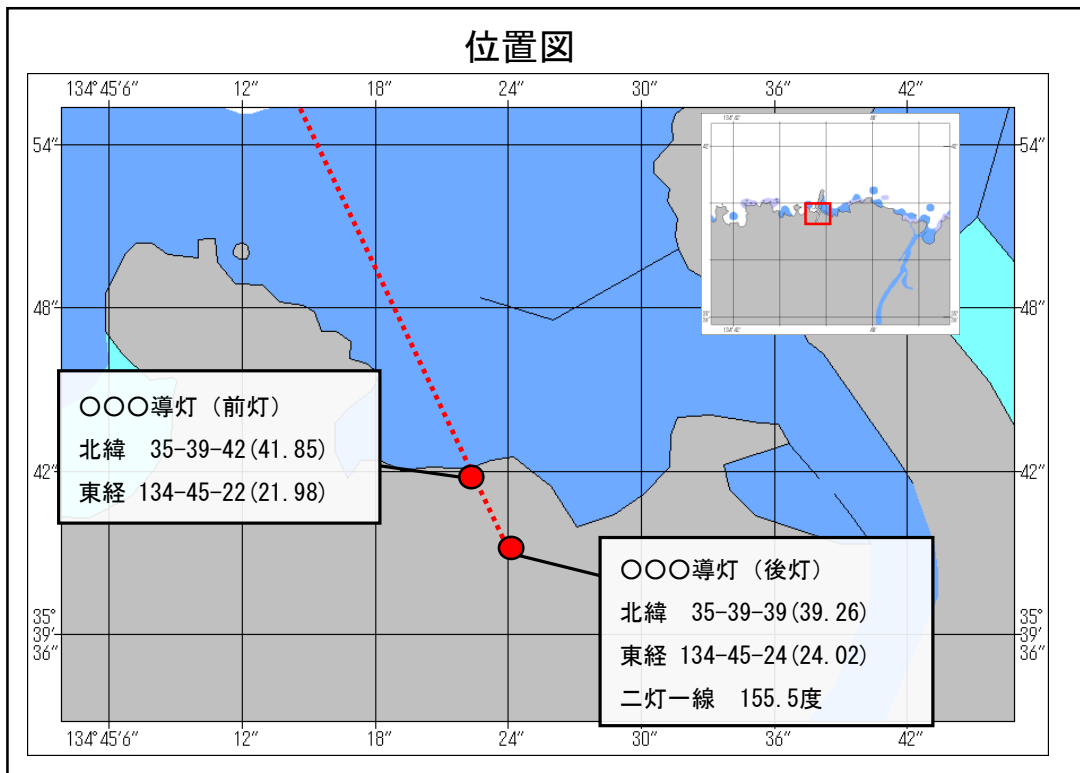 位置図
134°45′6″ 12″ 18″ 24″ 30″ 36″ 42″
54″ 54″
48″ 48″
○○○導灯（前灯）
北緯　35-39-42(41.85)
東経 134-45-22(21.98)
42″ 42″
○○○導灯（後灯）
北緯　35-39-39(39.26)
東経 134-45-24(24.02)
二灯一線　155.5度
35° 35°
39′ 39′
36″ 36″
134°45′6″ 12″ 18″ 24″ 30″ 36″ 42″